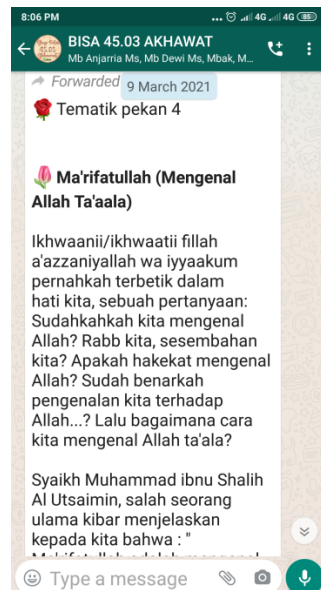 8:06 PM
4G 4G 85
BISA 45.03 AKHAWAT
Mb Anjarria Ms, Mb Dewi Ms, Mbak, M...
Forwarded
9 March 2021
Tematik pekan 4
Ma'rifatullah (Mengenal
Allah Ta'aala)
Ikhwaanii/ikhwaatii fillah
a'azzaniyallah wa iyyaakum
pernahkah terbetik dalam
hati kita, sebuah pertanyaan:
Sudahkahkah kita mengenal
Allah? Rabb kita, sesembahan
kita? Apakah hakekat mengenal
Allah? Sudah benarkah
pengenalan kita terhadap
Allah...? Lalu bagaimana cara
kita mengenal Allah ta'ala?
Syaikh Muhammad ibnu Shalih
Al Utsaimin, salah seorang
ulama kibar menjelaskan
kepada kita bahwa : "
Type a message